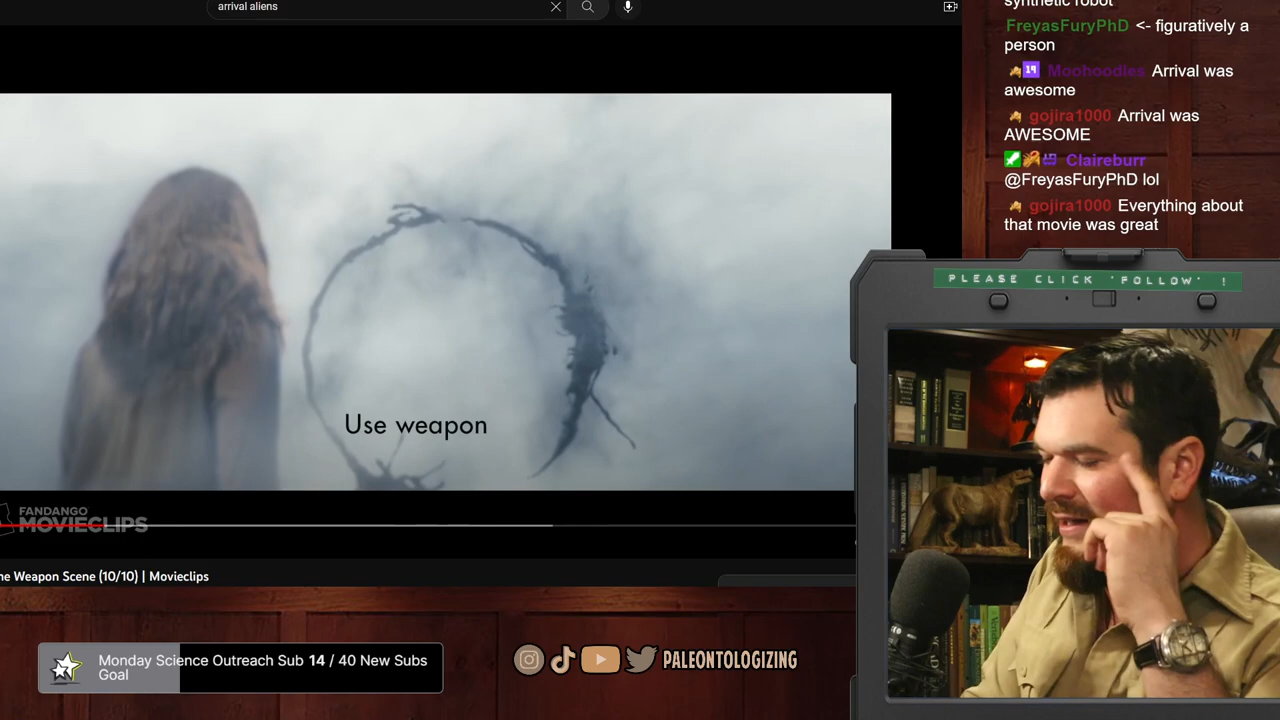 arrival aliens
synthetic robot
FreyasFuryPhD <- figuratively a
person
19 Moohoodles Arrival was
awesome
gojira1000 Arrival was
AWESOME
Claireburr
@FreyasFuryPhD lol
gojira1000 Everything about
that movie was great
PLEASE CLICK 'FOLLOW' !
Use weapon
FANDANGO
MOVIECLIPS
he Weapon Scene (10/10) | Movieclips
Monday Science Outreach Sub 14 / 40 New Subs
Goal
PALEONTOLOGIZING